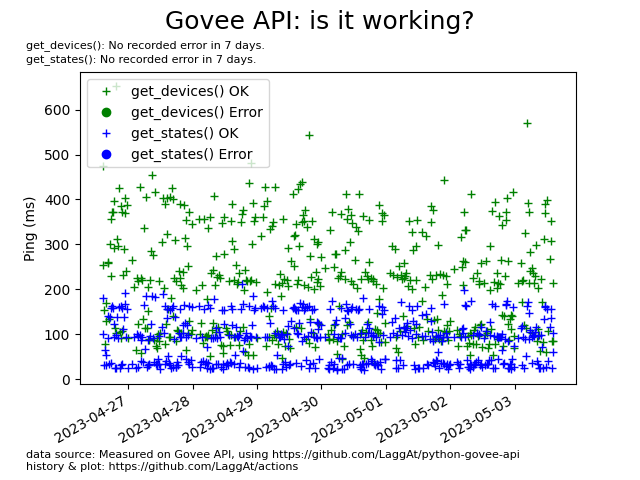 Govee API: is it working?
get_devices(): No recorded error in 7 days.
get_states(): No recorded error in 7 days.
get_devices() OK
get_devices() Error
get_states() OK
get_states() Error
Ping (ms)
600
500
400
300
200
100
0
2023-04-27
2023-04-28
2023-04-29
2023-04-30
2023-05-01
2023-05-02
2023-05-03
data source: Measured on Govee API, using https://github.com/LaggAt/python-govee-api
history & plot: https://github.com/LaggAt/actions